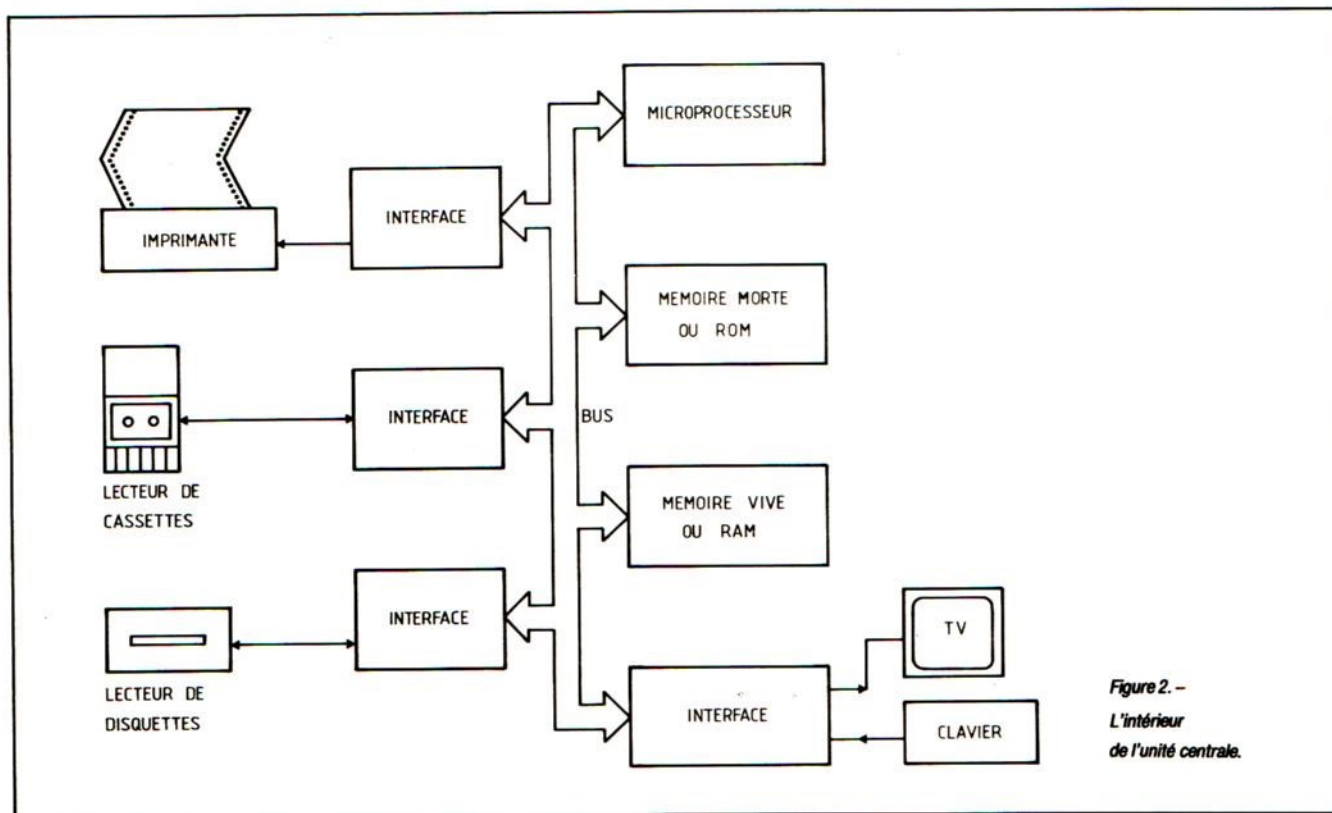 MICROPROCESSEUR
INTERFACE
IMPRIMANTE
MEMOIRE MORTE
OU ROM
INTERFACE
BUS
LECTEUR DE
CASSETTES
MEMOIRE VIVE
OU RAM
INTERFACE
LECTEUR DE
DISQUETTES
INTERFACE
TV
CLAVIER
Figure 2. –
L'intérieur
de l'unité centrale.